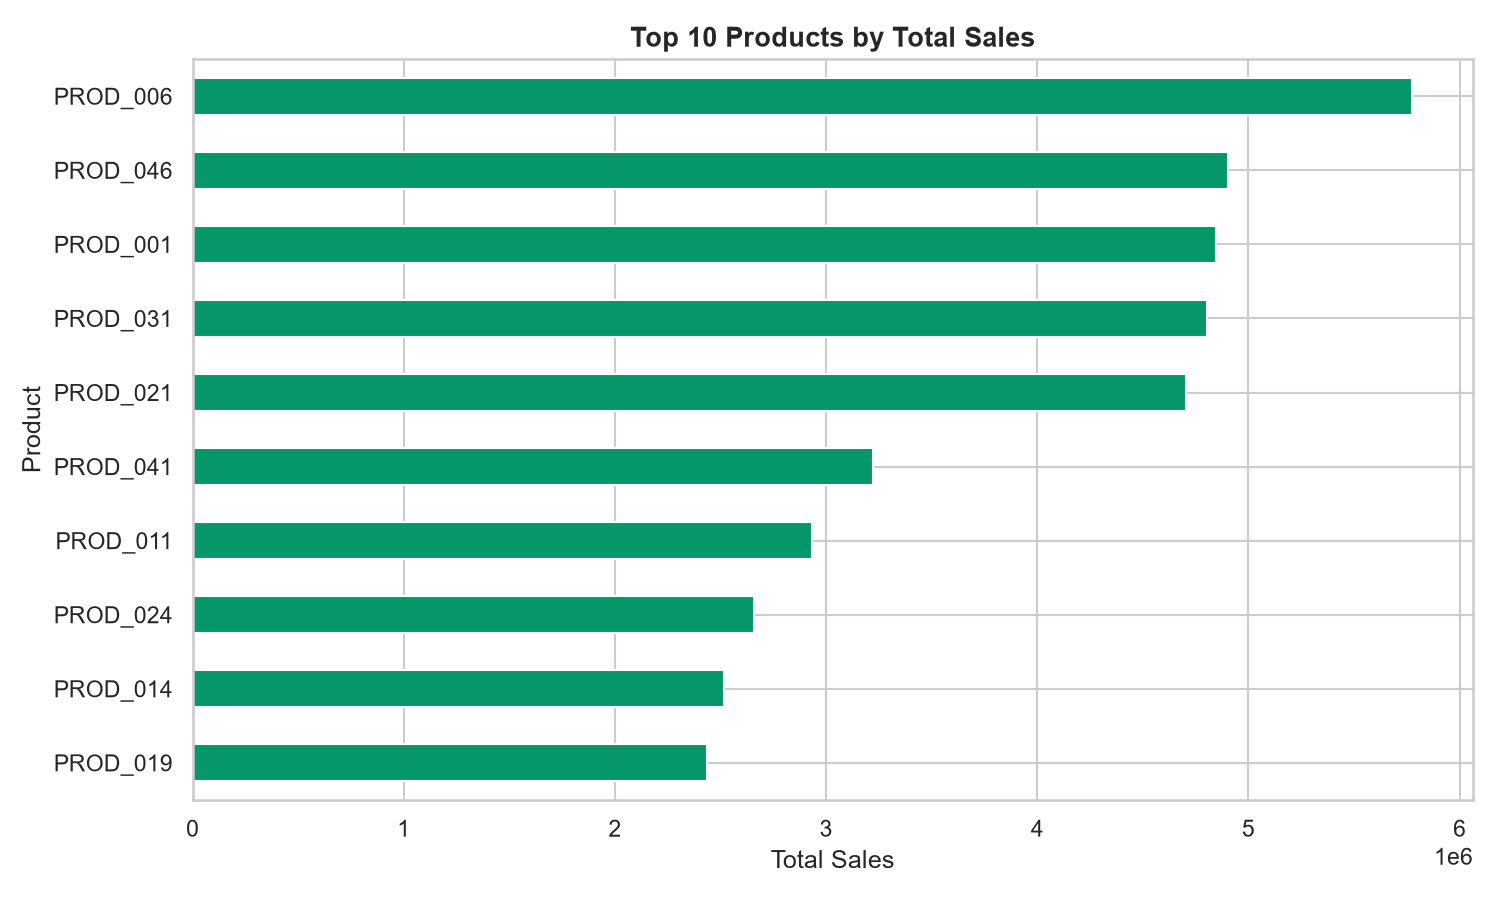 Top 10 Products by Total Sales
PROD_006
PROD_046
PROD_001
PROD_031
PROD_021
PROD_041
PROD_011
PROD_024
PROD_014
PROD_019
Product
0 1 2 3 4 5 6
1e6
Total Sales